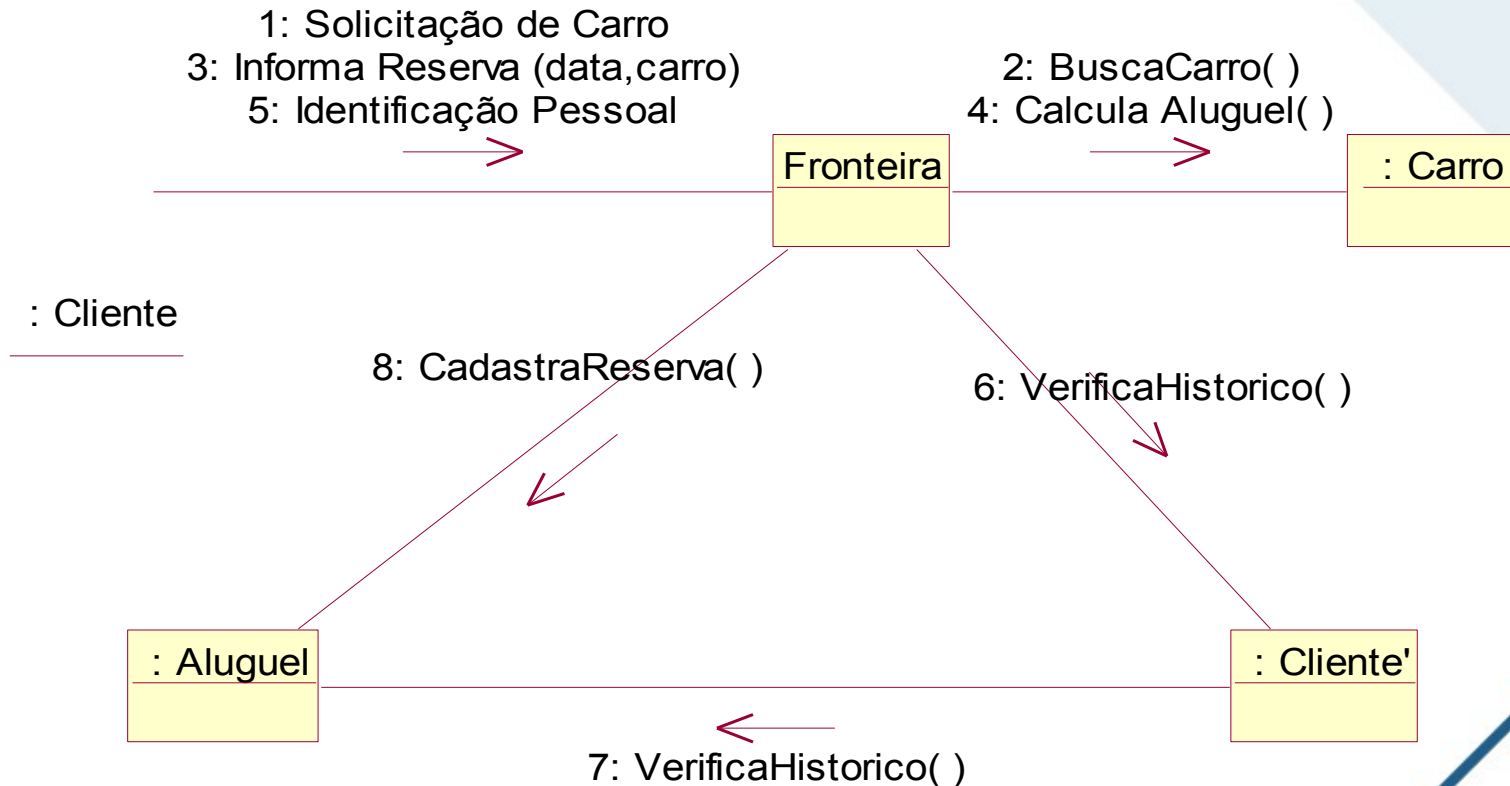 1: Solicitação de Carro
3: Informa Reserva (data,carro)
5: Identificação Pessoal
2: BuscaCarro( )
4: Calcula Aluguel( )
Fronteira
: Carro
: Cliente
8: CadastraReserva( )
6: VerificaHistorico( )
: Aluguel
: Cliente'
7: VerificaHistorico( )